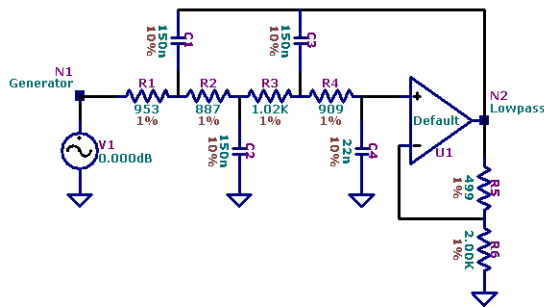 C1
150n
10%
C3
150n
10%
N1
Generator
R1
953
1%
R2
887
1%
R3
1.02K
1%
R4
909
1%
N2
Lowpass
+
Default
−
U1
V1
0.000dB
C2
150n
10%
C4
22n
10%
R5
499
1%
R6
2.00K
1%